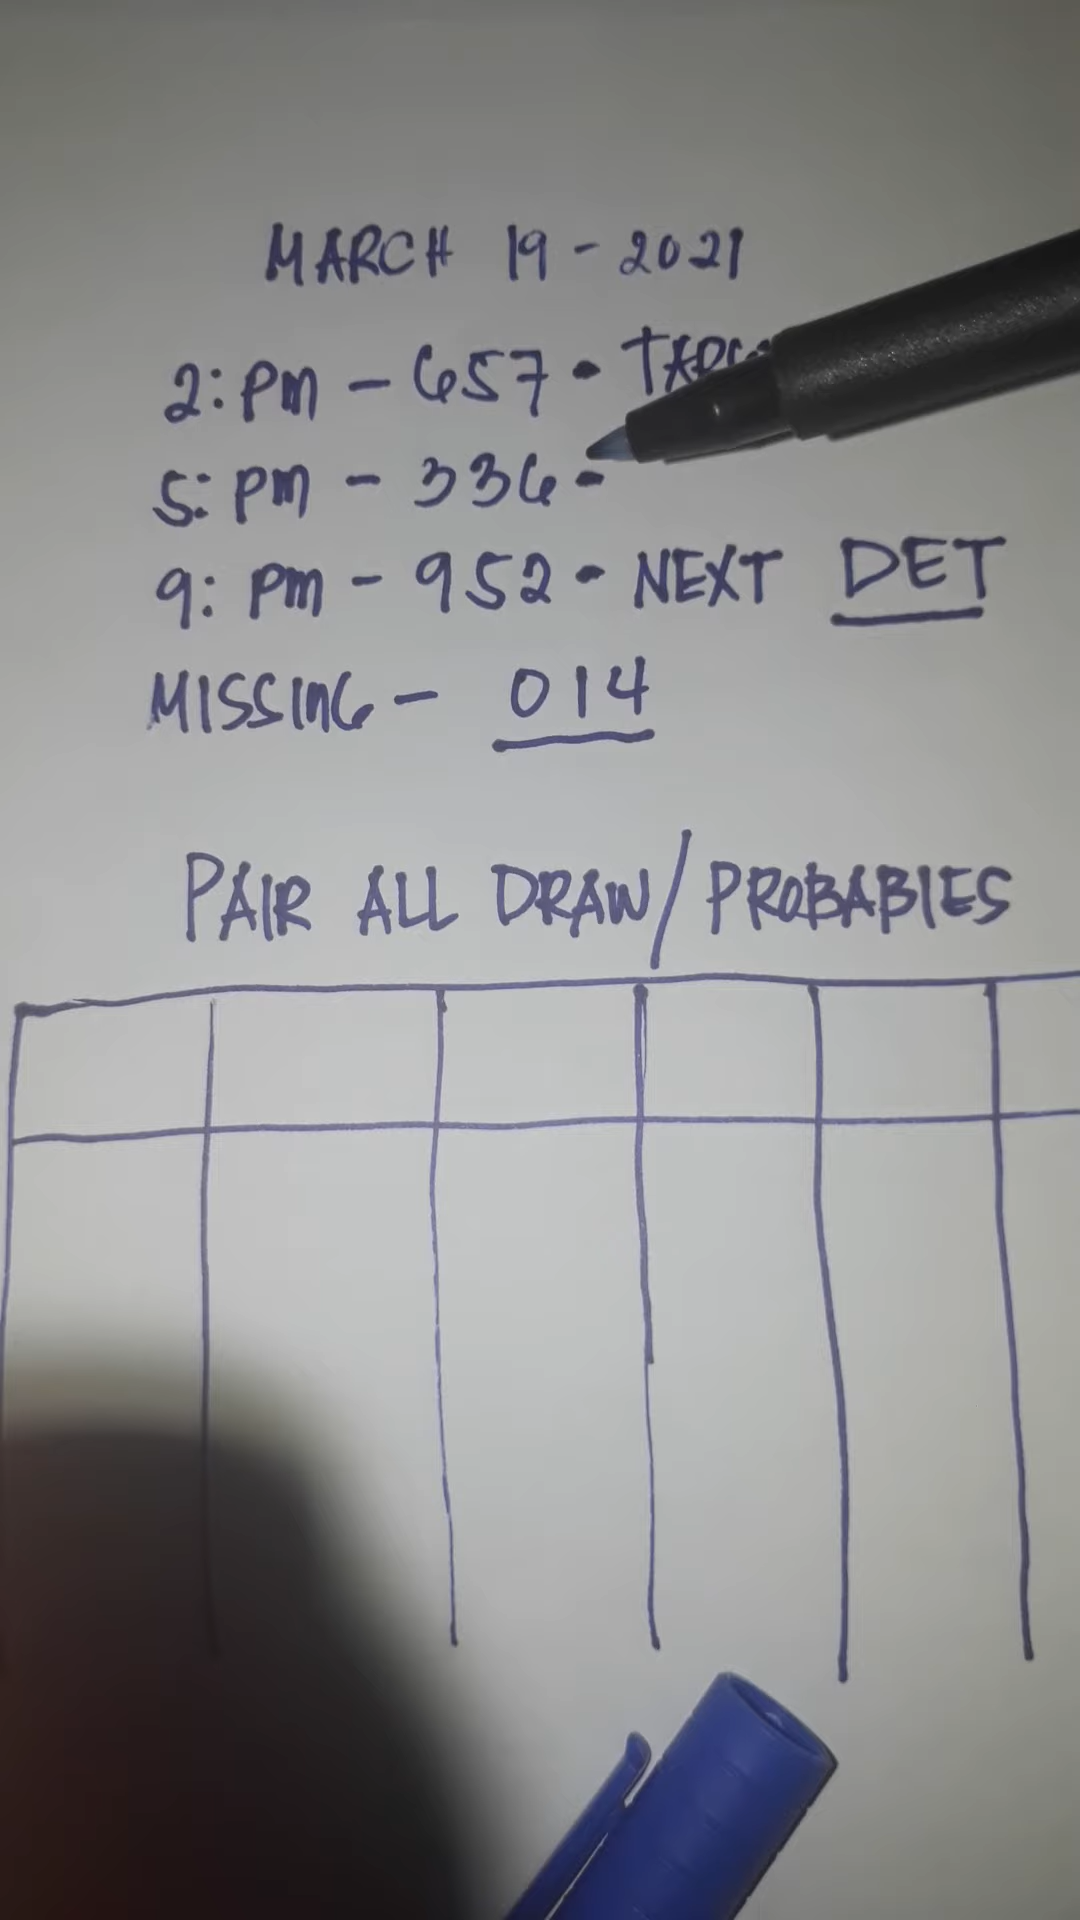 MARCH 19 - 2021
2: PM - 657 -
5: PM - 336 -
9: PM - 952 - NEXT DET
MISSING - 014
PAIR ALL DRAW / PROBABIES